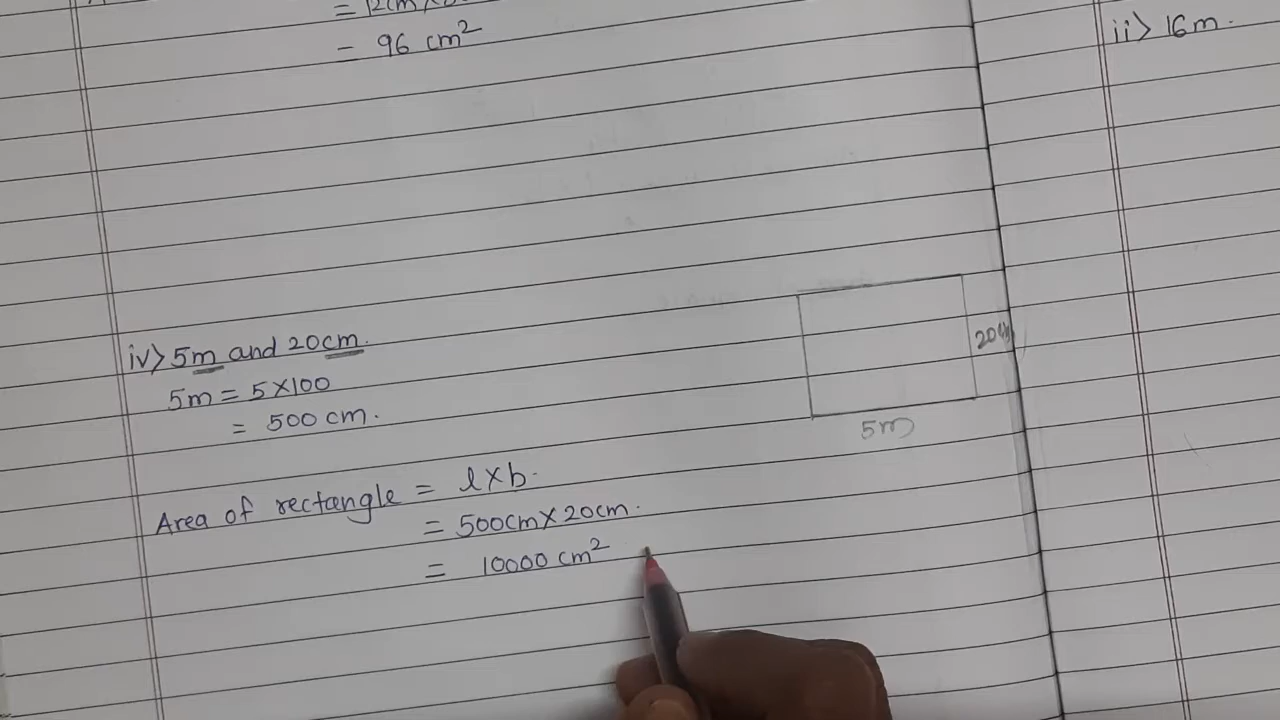 = 12cm x
= 96 cm²
iv> 5m and 20cm.
5m = 5×100
= 500 cm.
Area of rectangle = l×b.
= 500cm×20cm.
= 10000 cm²
20cm
5m
ii> 16m.